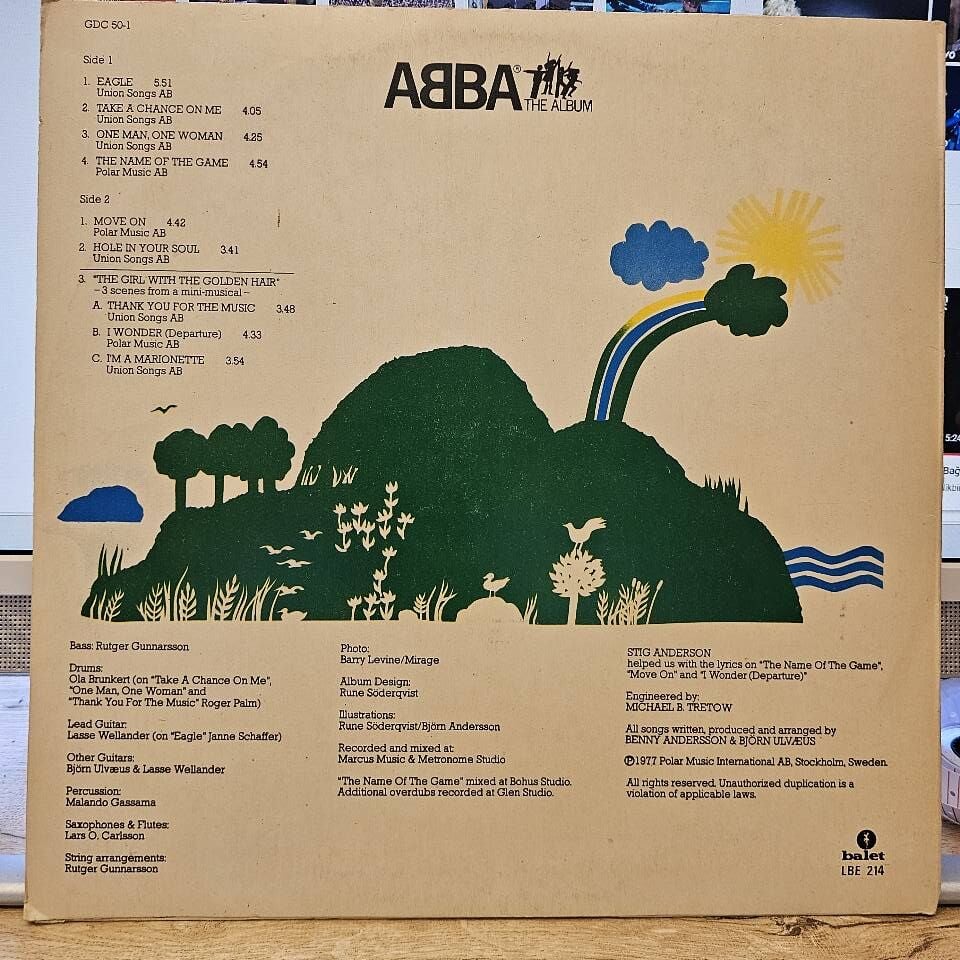 GDC 50-1
ABBA® THE ALBUM
Side 1
1. EAGLE 5.51
Union Songs AB
2. TAKE A CHANCE ON ME 4.05
Union Songs AB
3. ONE MAN, ONE WOMAN 4.25
Union Songs AB
4. THE NAME OF THE GAME 4.54
Polar Music AB
Side 2
1. MOVE ON 4.42
Polar Music AB
2. HOLE IN YOUR SOUL 3.41
Union Songs AB
3. "THE GIRL WITH THE GOLDEN HAIR"
– 3 scenes from a mini-musical –
A. THANK YOU FOR THE MUSIC 3.48
Union Songs AB
B. I WONDER (Departure) 4.33
Polar Music AB
C. I'M A MARIONETTE 3.54
Union Songs AB
Bass: Rutger Gunnarsson
Drums:
Ola Brunkert (on "Take A Chance On Me",
"One Man, One Woman" and
"Thank You For The Music" Roger Palm)
Lead Guitar:
Lasse Wellander (on "Eagle" Janne Schaffer)
Other Guitars:
Björn Ulvæus & Lasse Wellander
Percussion:
Malando Gassama
Saxophones & Flutes:
Lars O. Carlsson
String arrangements:
Rutger Gunnarsson
Photo:
Barry Levine/Mirage
Album Design:
Rune Söderqvist
Illustrations:
Rune Söderqvist/Björn Andersson
Recorded and mixed at:
Marcus Music & Metronome Studio
"The Name Of The Game" mixed at Bohus Studio.
Additional overdubs recorded at Glen Studio.
STIG ANDERSON
helped us with the lyrics on "The Name Of The Game",
"Move On" and "I Wonder (Departure)"
Engineered by:
MICHAEL B. TRETOW
All songs written, produced and arranged by
BENNY ANDERSSON & BJÖRN ULVÆUS
Ⓟ1977 Polar Music International AB, Stockholm, Sweden.
All rights reserved. Unauthorized duplication is a
violation of applicable laws.
balet
LBE 214